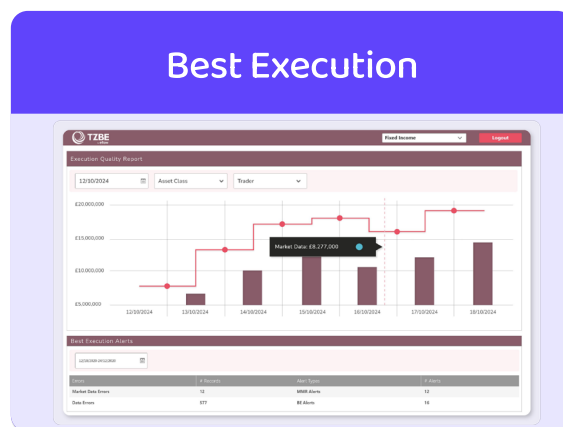 Best Execution
TZBE
Fixed Income
Logout
Execution Quality Report
12/10/2024
Asset Class
Trader
£20,000,000
£15,000,000
£10,000,000
£5,000,000
Market Data: £8,277,000
12/10/2024 13/10/2024 14/10/2024 15/10/2024 16/10/2024 17/10/2024 18/10/2024
Best Execution Alerts
Errors # Records Alert Types # Alerts
Market Data Errors 12 MMR Alerts 12
Data Errors 577 BE Alerts